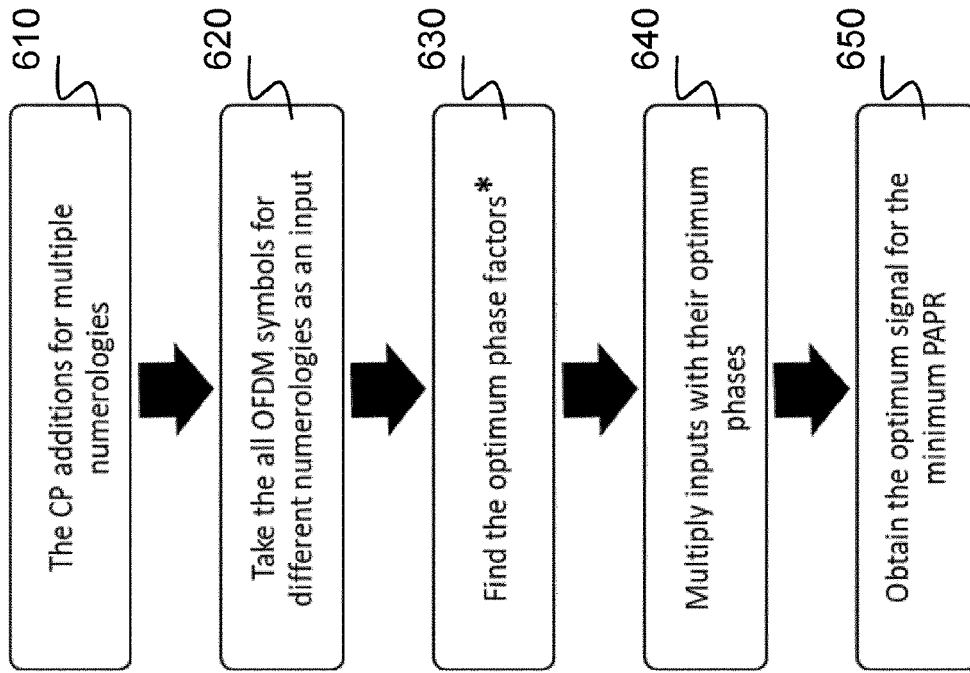 610
The CP additions for multiple
numerologies
620
Take the all OFDM symbols for
different numerologies as an input
630
Find the optimum phase factors*
640
Multiply inputs with their optimum
phases
650
Obtain the optimum signal for the
minimum PAPR